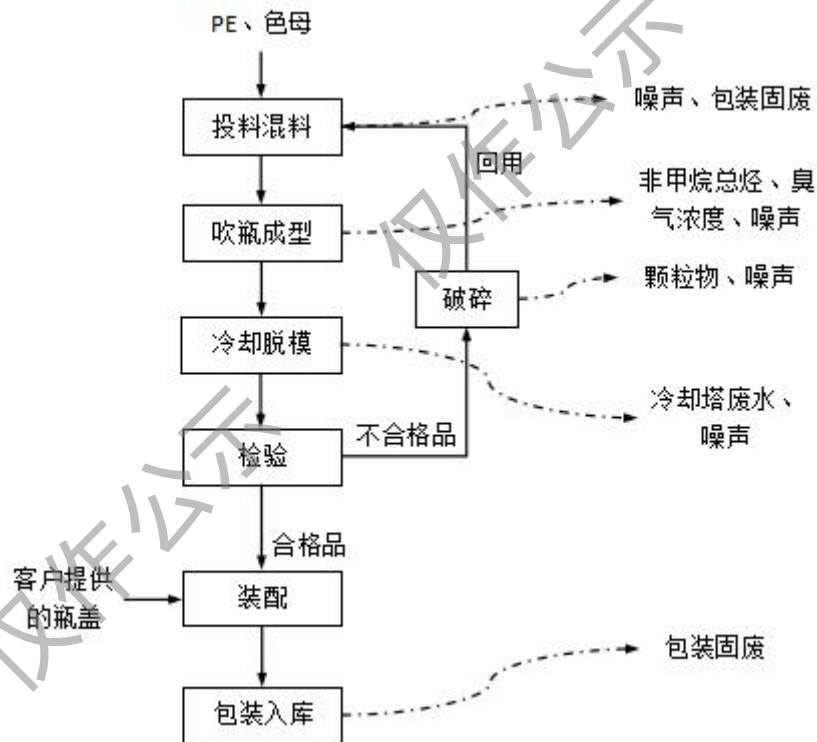 PE、色母
投料混料
噪声、包装固废
回用
非甲烷总烃、臭
气浓度、噪声
吹瓶成型
破碎
颗粒物、噪声
冷却脱模
冷却塔废水、
噪声
检验
不合格品
合格品
客户提供
的瓶盖
装配
包装固废
包装入库
仅作公示
仅作公示